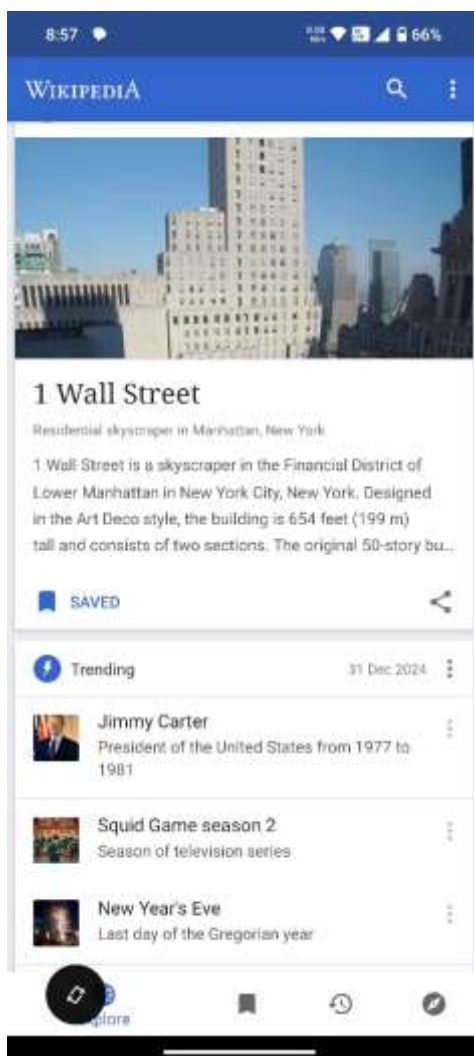 8:57
66%
WIKIPEDIA
1 Wall Street
Residential skyscraper in Manhattan, New York
1 Wall Street is a skyscraper in the Financial District of
Lower Manhattan in New York City, New York. Designed
in the Art Deco style, the building is 654 feet (199 m)
tall and consists of two sections. The original 50-story bu...
SAVED
Trending
31 Dec 2024
Jimmy Carter
President of the United States from 1977 to
1981
Squid Game season 2
Season of television series
New Year's Eve
Last day of the Gregorian year